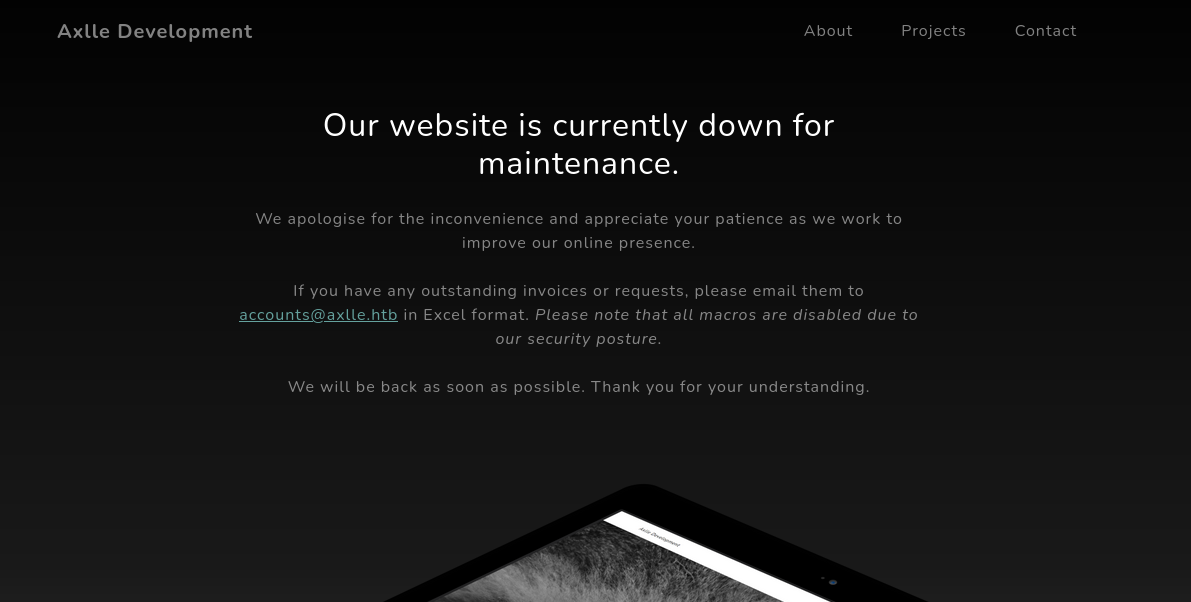 Axlle Development
About Projects Contact
Our website is currently down for
maintenance.
We apologise for the inconvenience and appreciate your patience as we work to
improve our online presence.
If you have any outstanding invoices or requests, please email them to
accounts@axlle.htb in Excel format. Please note that all macros are disabled due to
our security posture.
We will be back as soon as possible. Thank you for your understanding.
Axlle Development